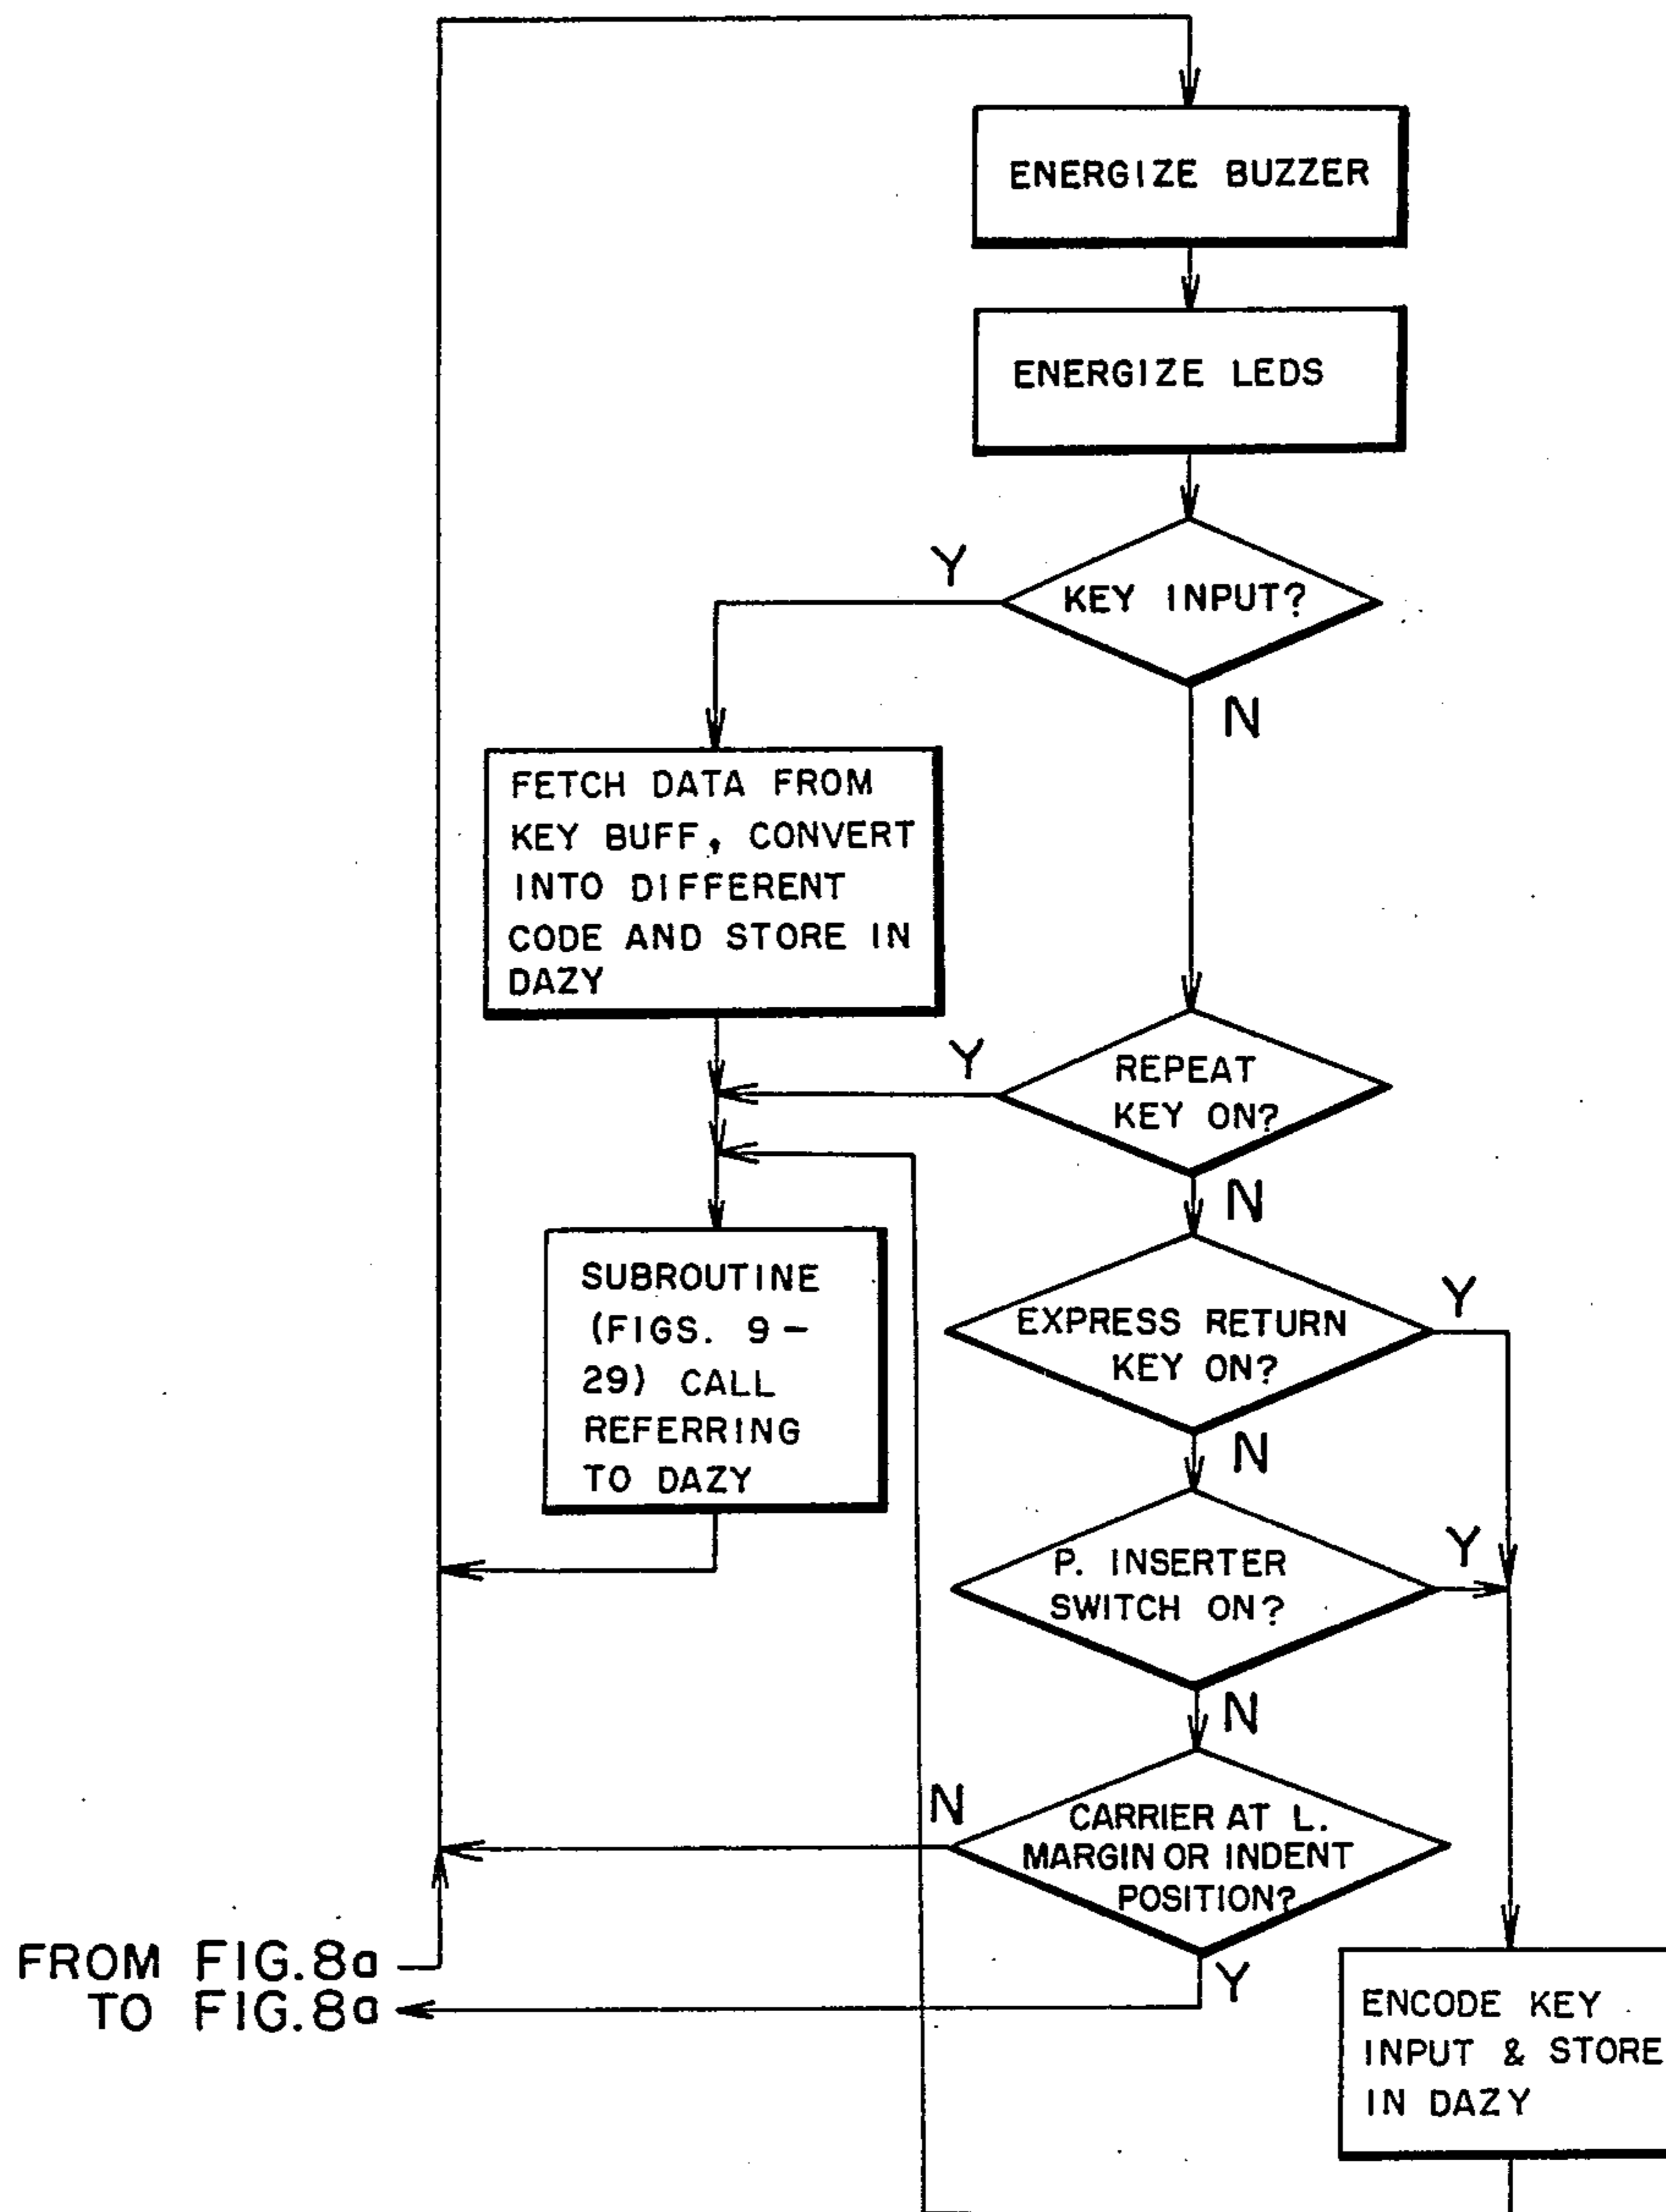 ENERGIZE BUZZER
ENERGIZE LEDS
Y
KEY INPUT?
N
FETCH DATA FROM
KEY BUFF, CONVERT
INTO DIFFERENT
CODE AND STORE IN
DAZY
Y
REPEAT
KEY ON?
N
SUBROUTINE
(FIGS. 9-
29) CALL
REFERRING
TO DAZY
EXPRESS RETURN
KEY ON?
Y
N
P. INSERTER
SWITCH ON?
Y
N
N
CARRIER AT L.
MARGIN OR INDENT
POSITION?
Y
FROM FIG.8a
TO FIG.8a
ENCODE KEY
INPUT & STORE
IN DAZY